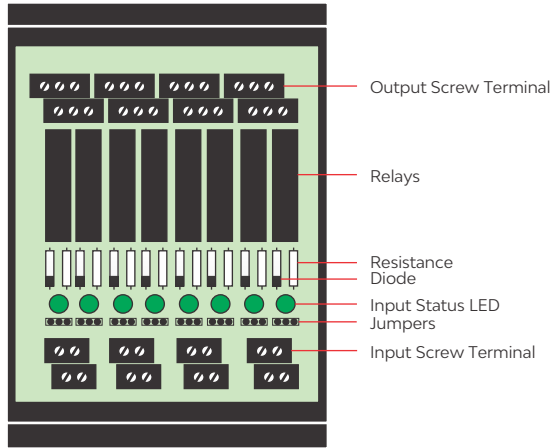 Output Screw Terminal
Relays
Resistance
Diode
Input Status LED
Jumpers
Input Screw Terminal